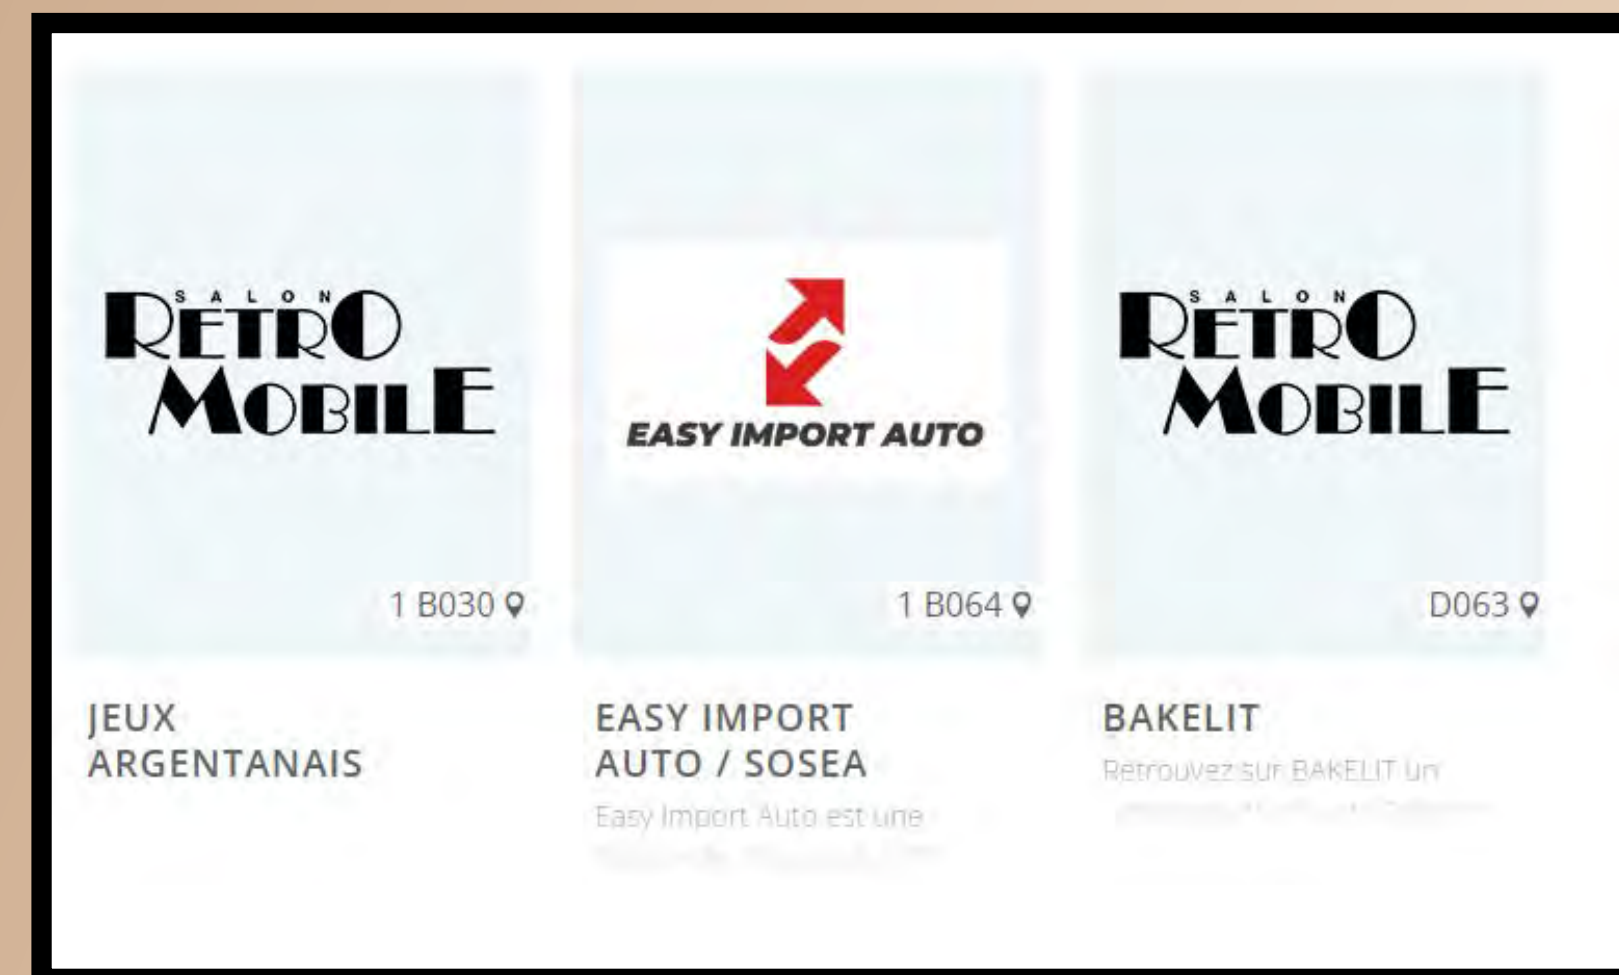 SALON
RETRO
MOBILE
1 B030
JEUX
ARGENTANAIS
EASY IMPORT AUTO
1 B064
EASY IMPORT
AUTO / SOSEA
Easy Import Auto est une
SALON
RETRO
MOBILE
D063
BAKELIT
Retrouvez sur BAKELIT un